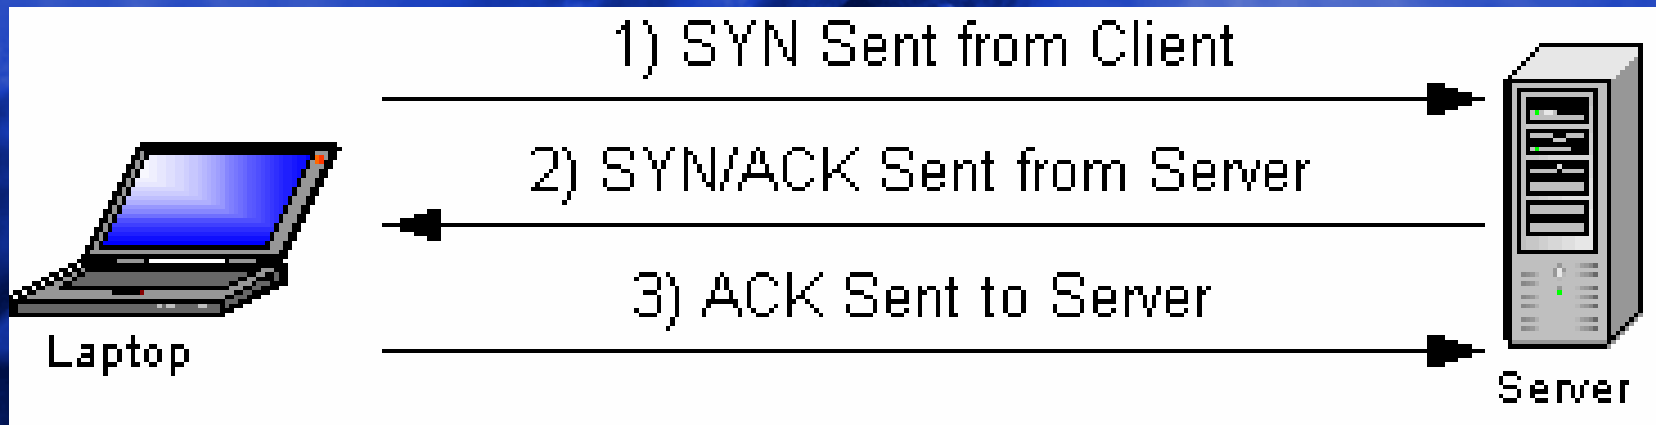 1) SYN Sent from Client
2) SYN/ACK Sent from Server
3) ACK Sent to Server
Laptop
Server